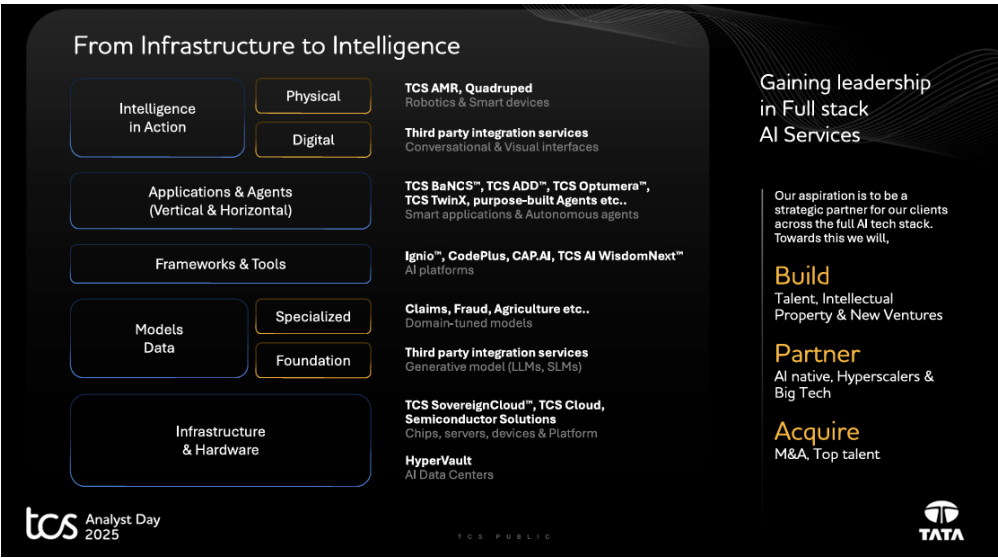 From Infrastructure to Intelligence
Intelligence
in Action
Physical
TCS AMR, Quadruped
Robotics & Smart devices
Digital
Third party integration services
Conversational & Visual interfaces
Applications & Agents
(Vertical & Horizontal)
TCS BaNCS™, TCS ADD™, TCS Optumera™,
TCS TwinX, purpose-built Agents etc..
Smart applications & Autonomous agents
Frameworks & Tools
Ignio™, CodePlus, CAP.AI, TCS AI WisdomNext™
AI platforms
Models
Data
Specialized
Claims, Fraud, Agriculture etc..
Domain-tuned models
Foundation
Third party integration services
Generative model (LLMs, SLMs)
Infrastructure
& Hardware
TCS SovereignCloud™, TCS Cloud,
Semiconductor Solutions
Chips, servers, devices & Platform
HyperVault
AI Data Centers
Gaining leadership
in Full stack
AI Services
Our aspiration is to be a
strategic partner for our clients
across the full AI tech stack.
Towards this we will,
Build
Talent, Intellectual
Property & New Ventures
Partner
AI native, Hyperscalers &
Big Tech
Acquire
M&A, Top talent
tcs Analyst Day
2025
TCS PUBLIC
TATA